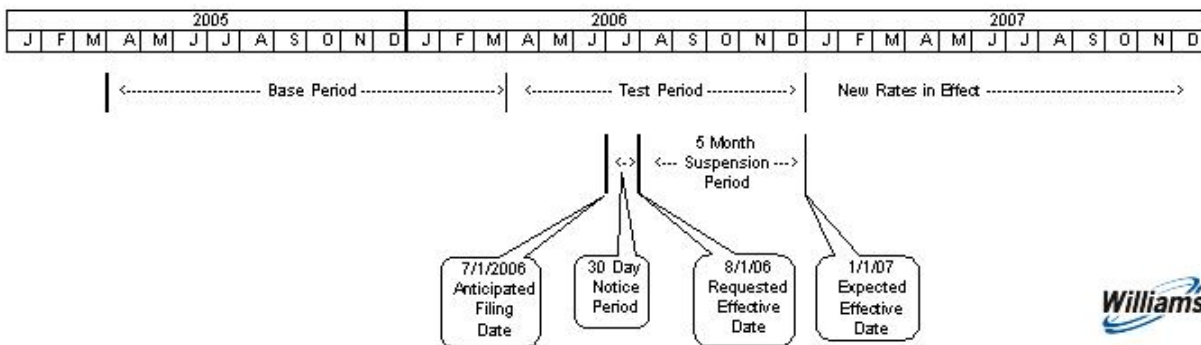 2005 2006 2007
J F M A M J J A S O N D J F M A M J J A S O N D J F M A M J J A S O N D
<--------------------- Base Period --------------------->
<-------------- Test Period ------------->
New Rates in Effect ------------------------------>
<->
5 Month
<--- Suspension --->
Period
7/1/2006
Anticipated
Filing
Date
30 Day
Notice
Period
8/1/06
Requested
Effective
Date
1/1/07
Expected
Effective
Date
Williams